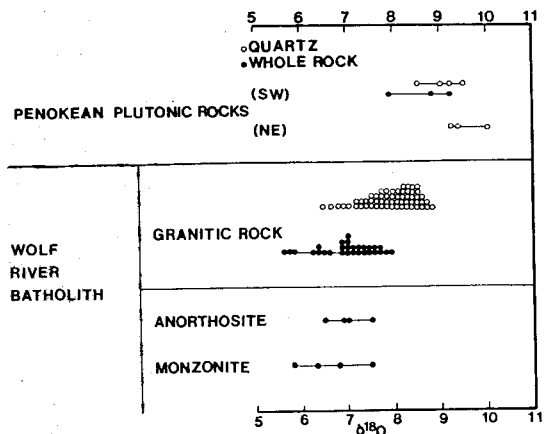 5 6 7 8 9 10 11
QUARTZ
WHOLE ROCK
(SW)
PENOKEAN PLUTONIC ROCKS
(NE)
GRANITIC ROCK
WOLF
RIVER
BATHOLITH
ANORTHOSITE
MONZONITE
5 6 7 8 9 10 11
δ¹⁸O